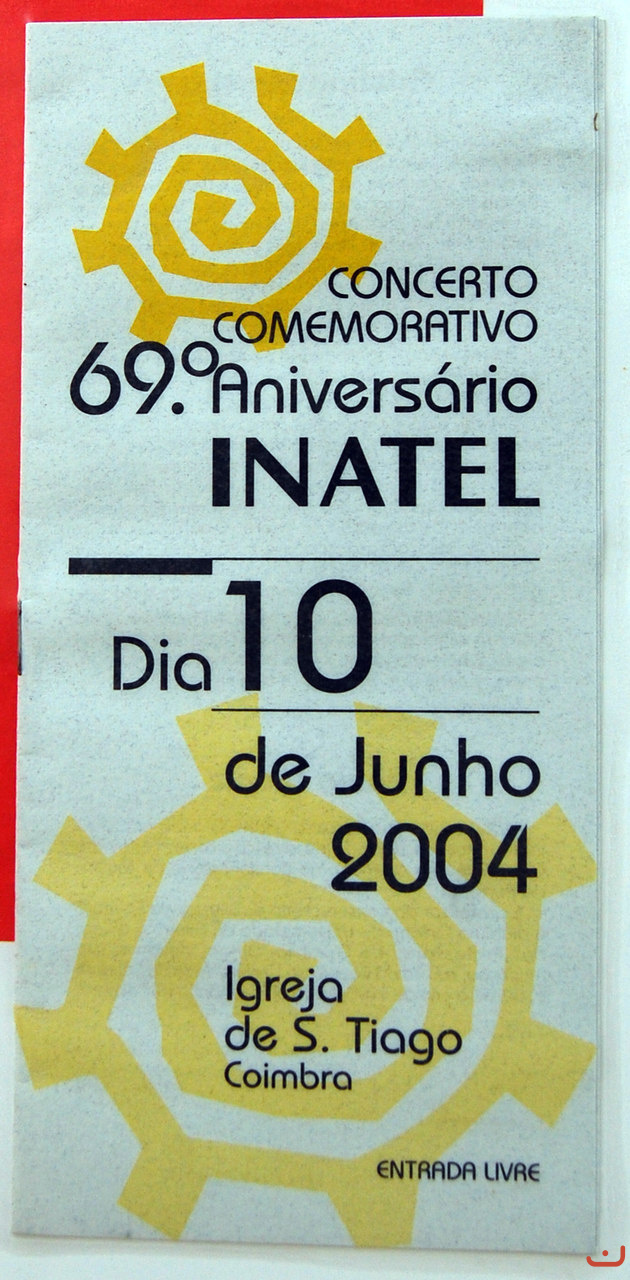 CONCERTO
COMEMORATIVO
69.º Aniversário
INATEL
Dia 10
de Junho
2004
Igreja
de S. Tiago
Coimbra
ENTRADA LIVRE